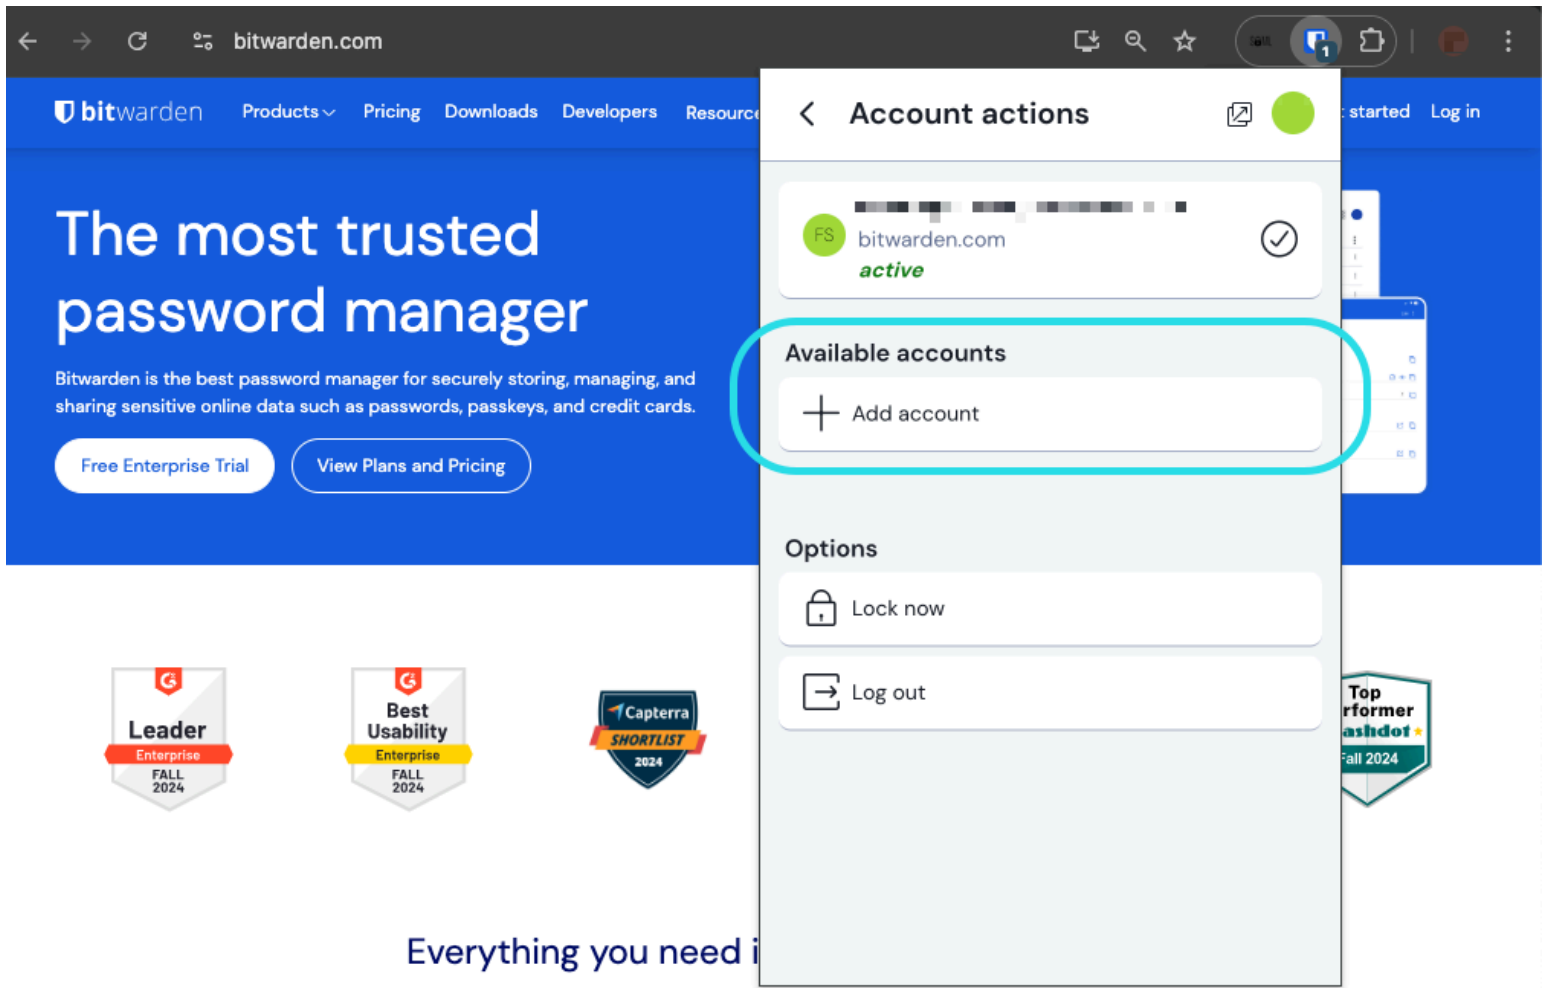 bitwarden.com
1
bitwarden
Products
Pricing
Downloads
Developers
started
Log in
Account actions
The most trusted
password manager
Bitwarden is the best password manager for securely storing, managing, and
sharing sensitive online data such as passwords, passkeys, and credit cards.
Free Enterprise Trial
View Plans and Pricing
FS
bitwarden.com
active
Available accounts
Add account
Options
Lock now
Log out
Leader
Enterprise
FALL
2024
Best
Usability
Enterprise
FALL
2024
Capterra
SHORTLIST
2024
Top
rformer
ashdot
Fall 2024
Everything you need i